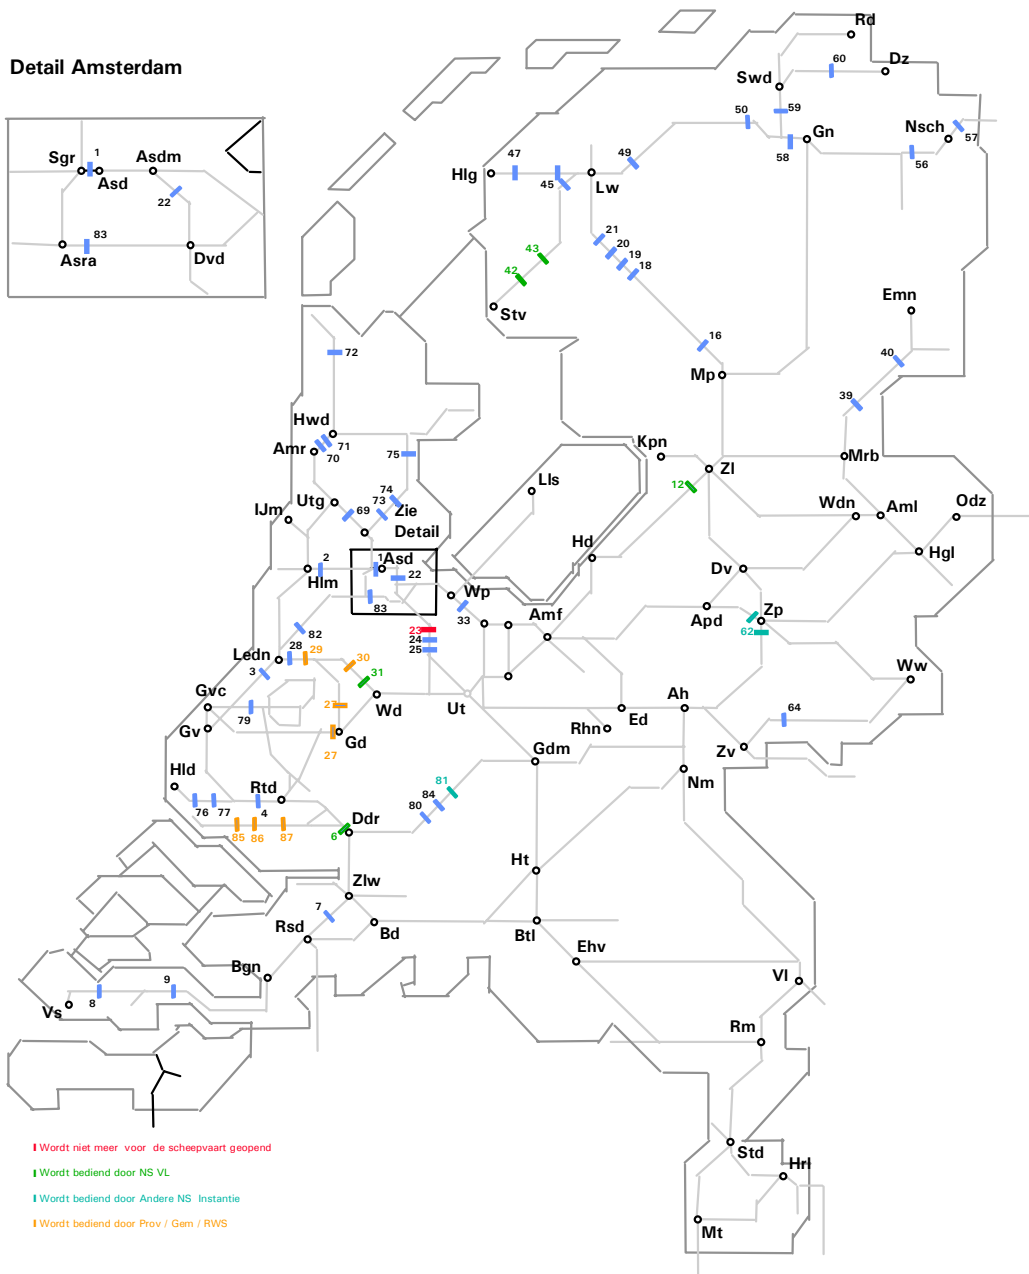 Detail Amsterdam
Rd
60
Dz
Swd
59
50
Gn
Nsch
57
58
56
49
47
Hlg
45
Lw
1
Sgr
Asd
Asdm
22
83
Asra
Dvd
21
20
19
18
43
42
Stv
16
Mp
Emn
40
39
72
Hwd
71
70
Amr
75
74
73
Utg
69
IJm
Zie
Detail
Kpn
Zl
Mrb
12
Lls
Wdn
Aml
Odz
Hgl
Hd
Dv
2
Hlm
1
Asd
22
83
Wp
33
Amf
Apd
Zp
62
82
23
24
25
Ledn
28
29
30
31
3
Gvc
79
Gv
27
27
Gd
Wd
Ut
Ww
Ah
64
Ed
Rhn
Zv
Gdm
Nm
Hld
Rtd
76
77
4
81
84
80
Ddr
6
85
86
87
Ht
Zlw
7
Rsd
Bd
Btl
Ehv
Bgn
Vl
9
8
Vs
Rm
Std
Hrl
Mt
Wordt niet meer voor de scheepvaart geopend
Wordt bediend door NS VL
Wordt bediend door Andere NS Instantie
Wordt bediend door Prov / Gem / RWS